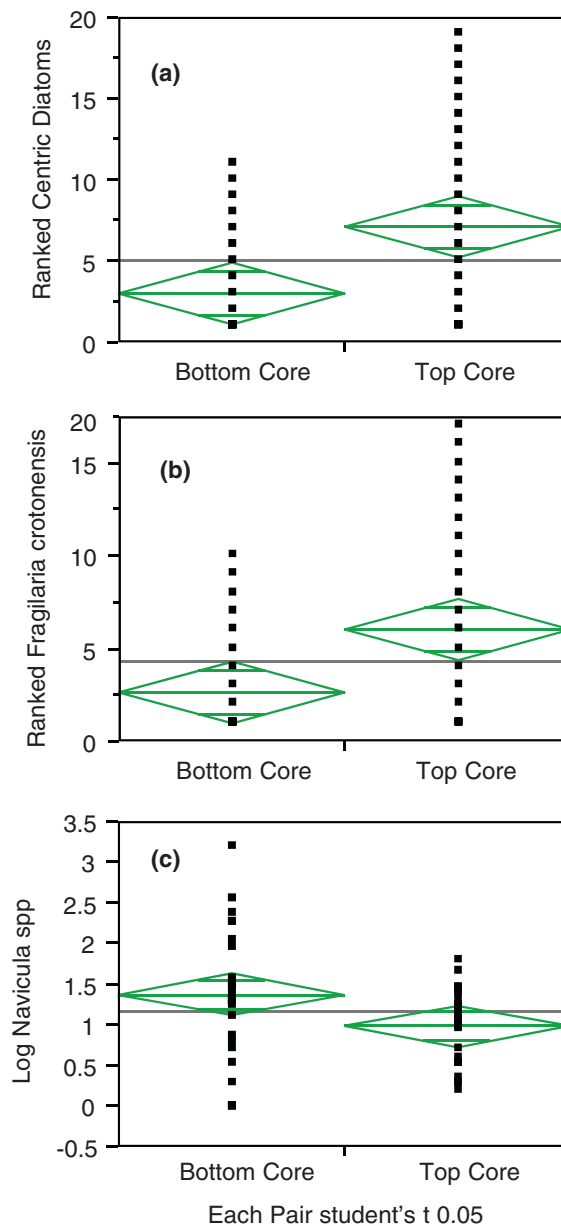 20
(a)
15
10
5
0
Ranked Centric Diatoms
Bottom Core Top Core
20
(b)
15
10
5
0
Ranked Fragilaria crotonensis
Bottom Core Top Core
3.5
(c)
3
2.5
2
1.5
1
0.5
0
-0.5
Log Navicula spp
Bottom Core Top Core
Each Pair student's t 0.05